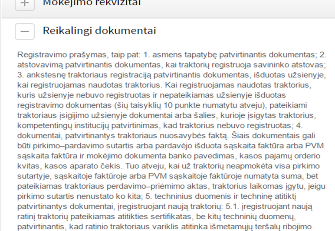 Mokėjimo rekvizitai
Reikalingi dokumentai
Registravimo prašymas, taip pat: 1. asmens tapatybę patvirtinantis dokumentas; 2.
atstovavimą patvirtinantis dokumentas, kai traktorių registruoja savininko atstovas;
3. ankstesnę traktoriaus registraciją patvirtinantis dokumentas, išduotas užsienyje,
kai registruojamas naudotas traktorius. Kai registruojamas naudotas traktorius,
kuris užsienyje nebuvo registruotas ir nepateikiamas užsienyje išduotas
registravimo dokumentas (šių taisyklių 10 punkte numatytu atveju), pateikiami
traktoriaus įsigijimo užsienyje dokumentai arba šalies, kurioje įsigytas traktorius,
kompetentingų institucijų patvirtinimas, kad traktorius nebuvo registruotas; 4.
dokumentai, patvirtinantys traktoriaus nuosavybės faktą. Šiais dokumentais gali
būti pirkimo–pardavimo sutartis arba pardavėjo išduota sąskaita faktūra arba PVM
sąskaita faktūra ir mokėjimo dokumentai banko pavedimas, kasos pajamų orderio
kvitas, kasos aparato čekis. Tuo atveju, kai už traktorių neapmokėta visa pirkimo
sutartyje, sąskaitoje faktūroje arba PVM sąskaitoje faktūroje numatyta suma, bet
pateikiamas traktoriaus perdavimo–priėmimo aktas, traktorius laikomas įgytu, jeigu
pirkimo sutartis nenustato ko kita; 5. techninius duomenis ir techninę atitiktį
patvirtinantys dokumentai, įregistruojant naują traktorių: 5.1. įregistruojant naują
ratinį traktorių pateikiamas atitikties sertifikatas, be kitų techninių duomenų,
patvirtinantis, kad ratinio traktoriaus variklis atitinka išmetamųjų teršalų ribojimo